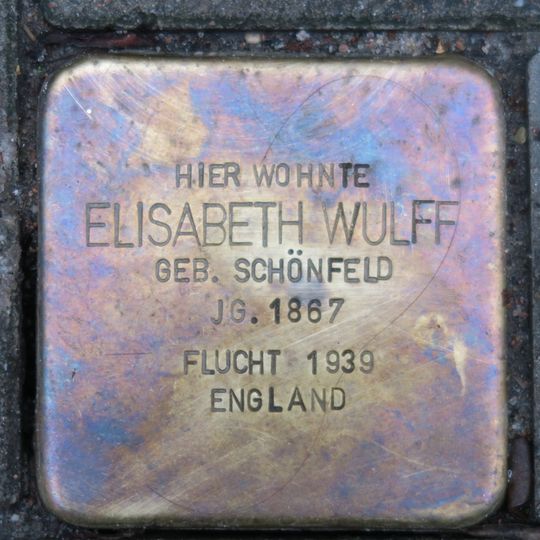 HIER WOHNTE
ELISABETH WULFF
GEB. SCHÖNFELD
JG. 1867
FLUCHT 1939
ENGLAND